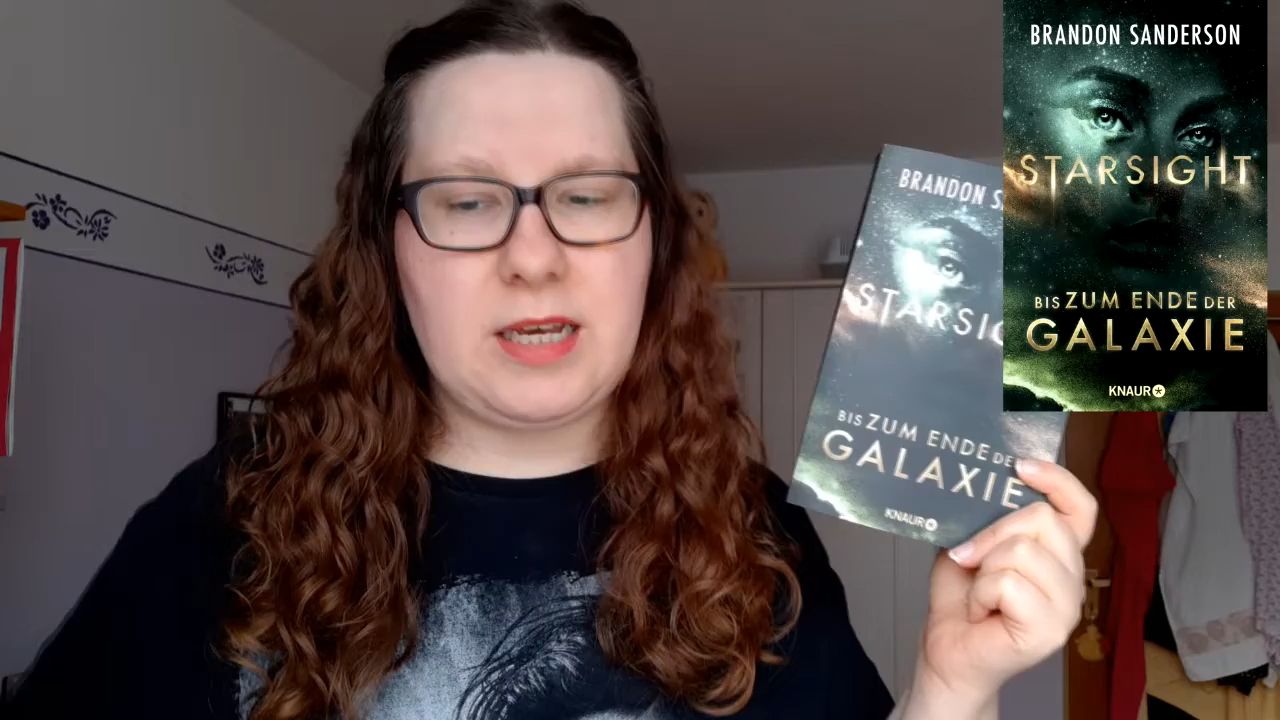 BRANDON S
STARSIG
BIS ZUM ENDE DE
GALAXIE
KNAUR
BRANDON SANDERSON
STARSIGHT
BIS ZUM ENDE DER
GALAXIE
KNAUR